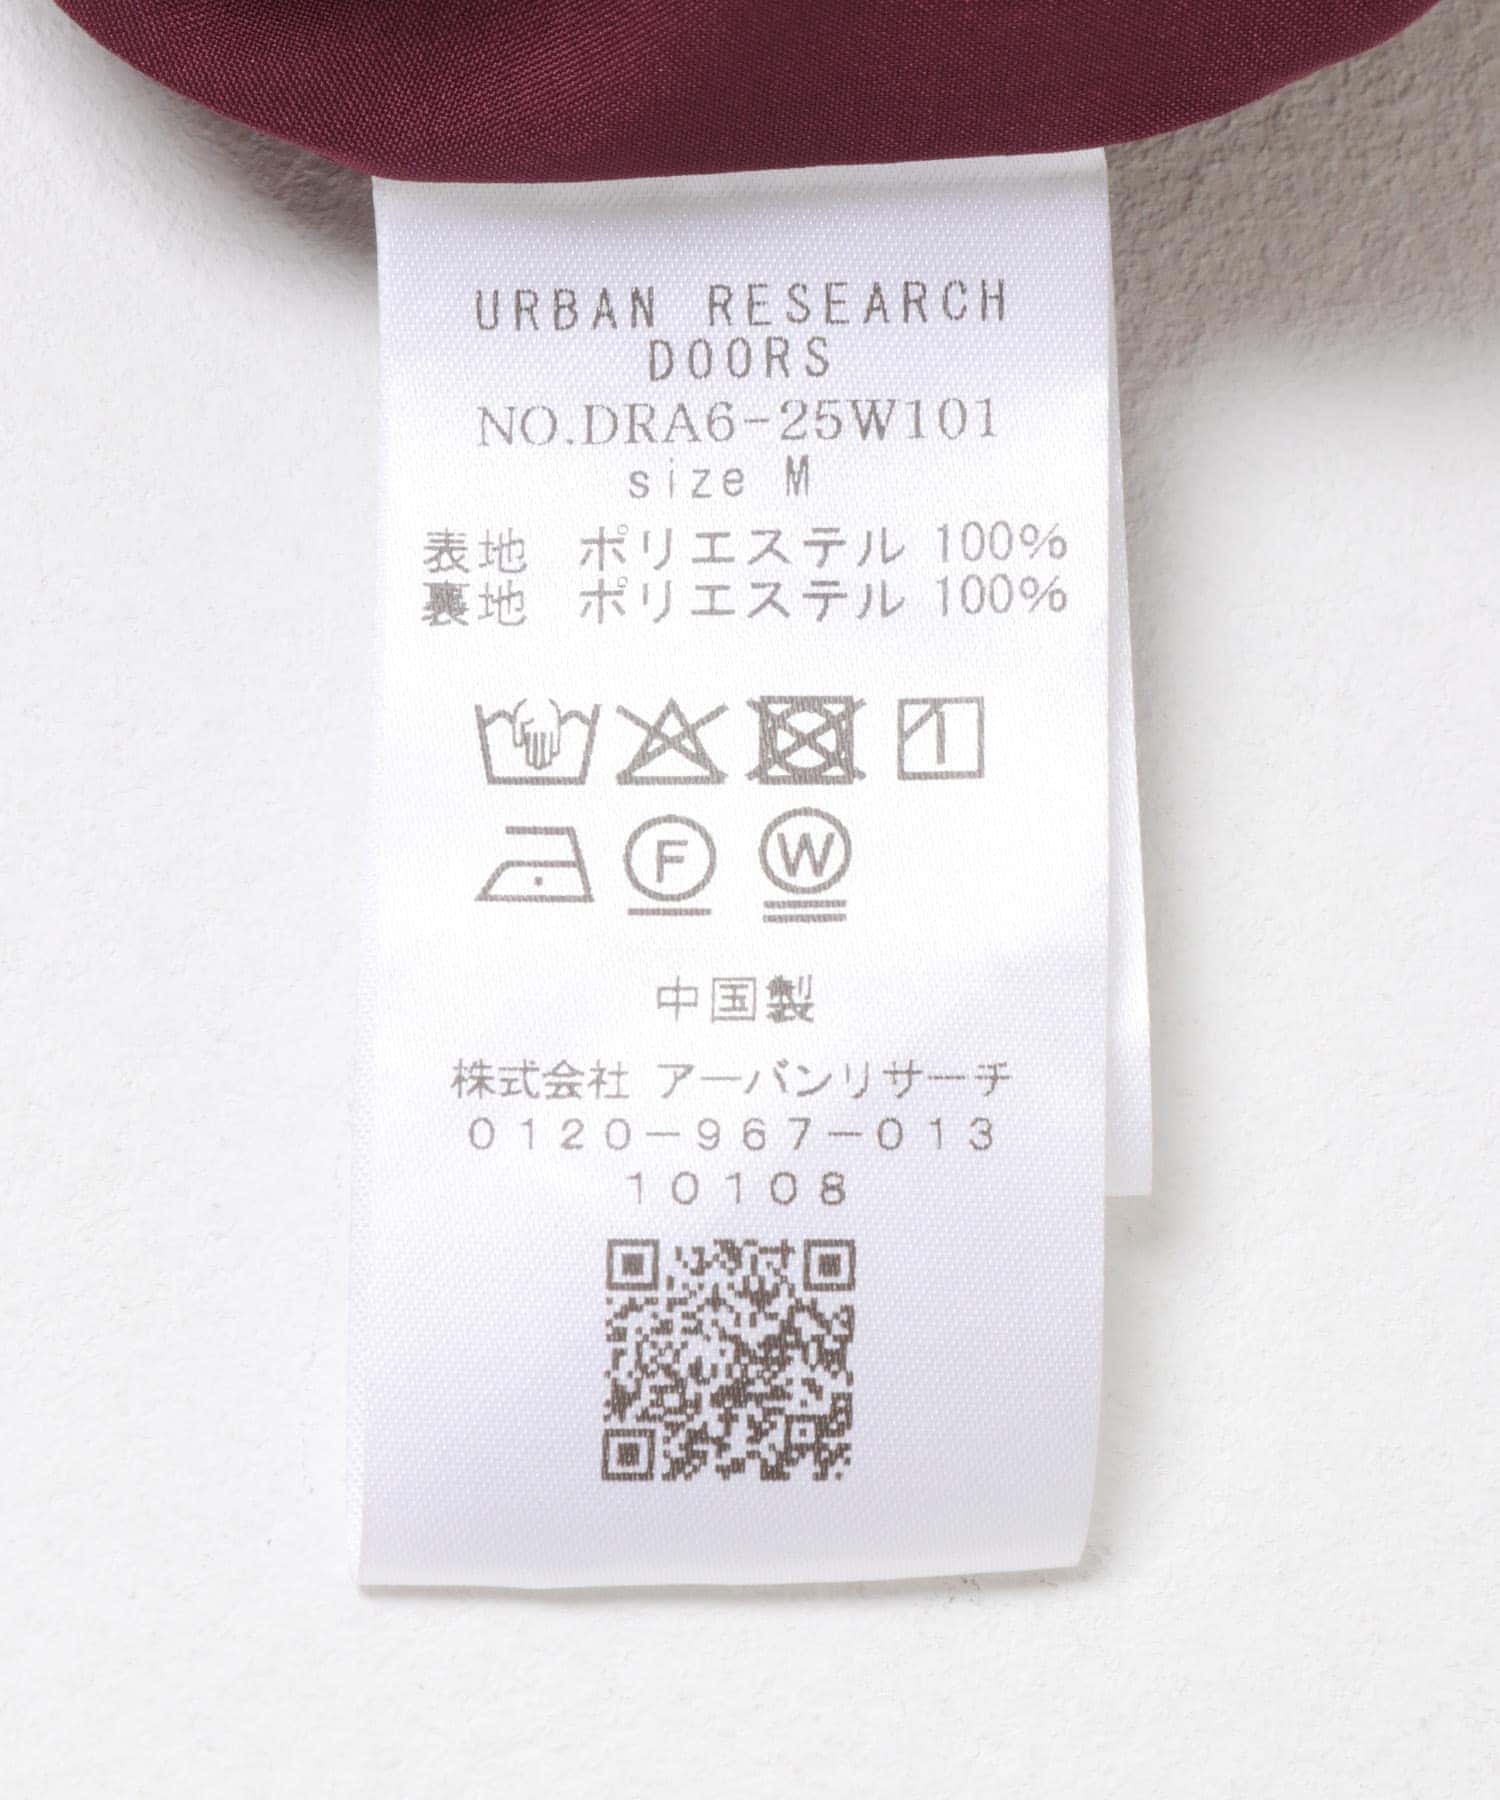 URBAN RESEARCH
DOORS
NO.DRA6-25W101
size M
表地 ポリエステル 100%
裏地 ポリエステル 100%
F W
中国製
株式会社 アーバンリサーチ
0120-967-013
10108